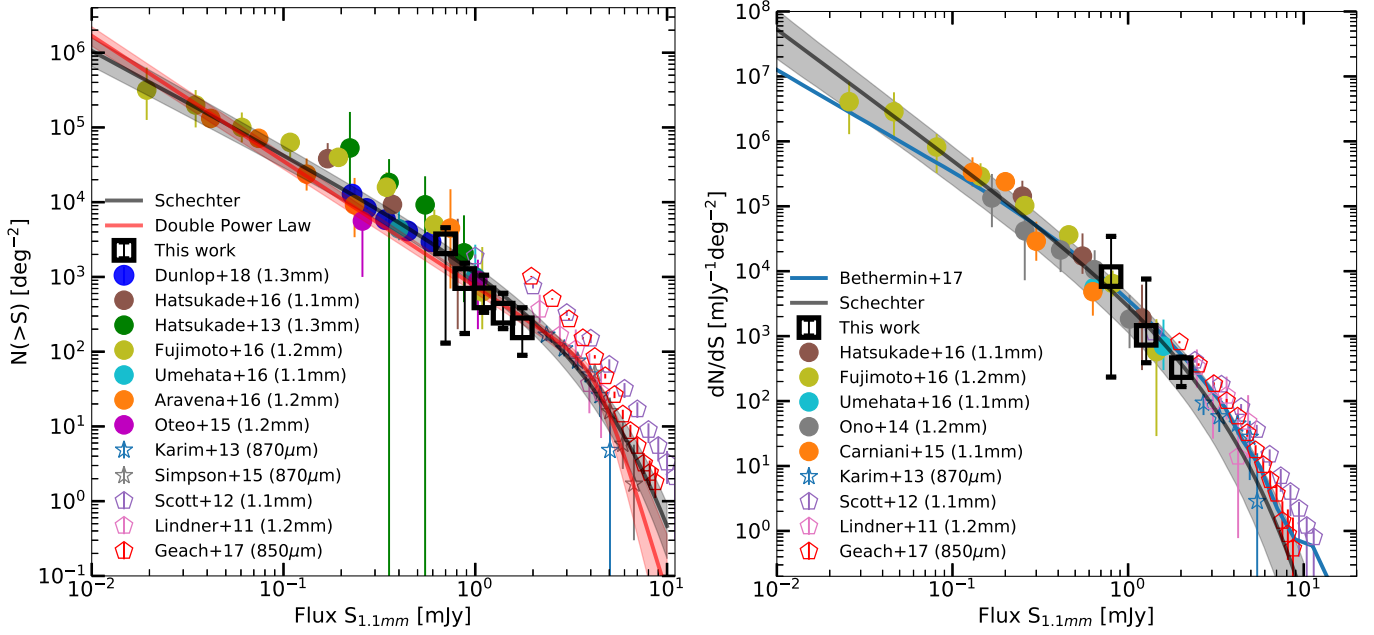 10^6
10^5
10^4
10^3
10^2
10^1
10^0
10^−1
N(>S) [deg^−2]
Schechter
Double Power Law
This work
Dunlop+18 (1.3mm)
Hatsukade+16 (1.1mm)
Hatsukade+13 (1.3mm)
Fujimoto+16 (1.2mm)
Umehata+16 (1.1mm)
Aravena+16 (1.2mm)
Oteo+15 (1.2mm)
Karim+13 (870μm)
Simpson+15 (870μm)
Scott+12 (1.1mm)
Lindner+11 (1.2mm)
Geach+17 (850μm)
10^−2 10^−1 10^0 10^1
Flux S_1.1mm [mJy]
10^8
10^7
10^6
10^5
10^4
10^3
10^2
10^1
10^0
dN/dS [mJy^−1deg^−2]
Bethermin+17
Schechter
This work
Hatsukade+16 (1.1mm)
Fujimoto+16 (1.2mm)
Umehata+16 (1.1mm)
Ono+14 (1.2mm)
Carniani+15 (1.1mm)
Karim+13 (870μm)
Scott+12 (1.1mm)
Lindner+11 (1.2mm)
Geach+17 (850μm)
10^−2 10^−1 10^0 10^1
Flux S_1.1mm [mJy]